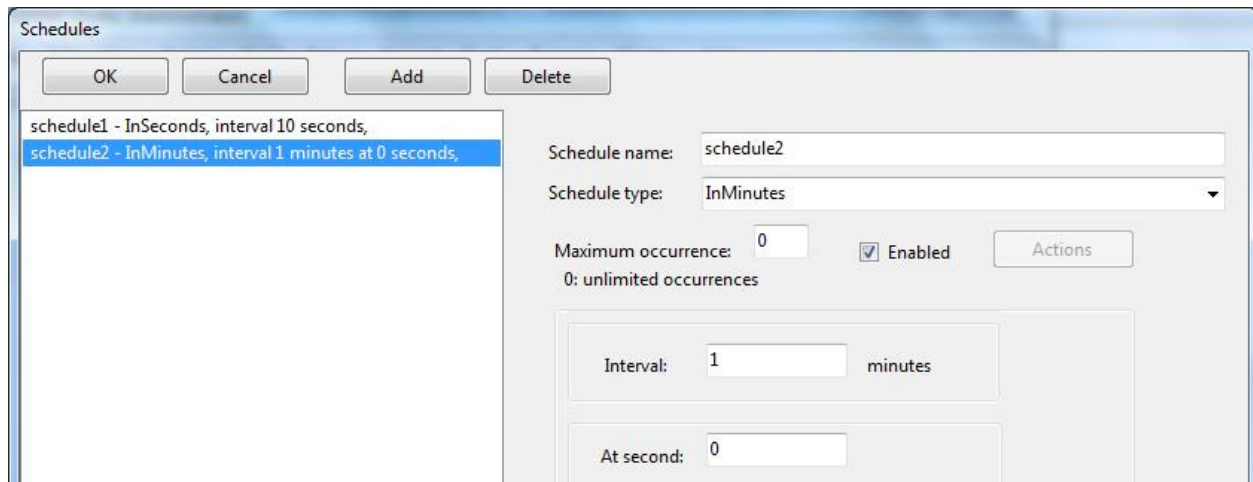 Schedules
OK Cancel Add Delete
schedule1 - InSeconds, interval 10 seconds,
schedule2 - InMinutes, interval 1 minutes at 0 seconds,
Schedule name: schedule2
Schedule type: InMinutes
Maximum occurrence: 0 Enabled Actions
0: unlimited occurrences
Interval: 1 minutes
At second: 0